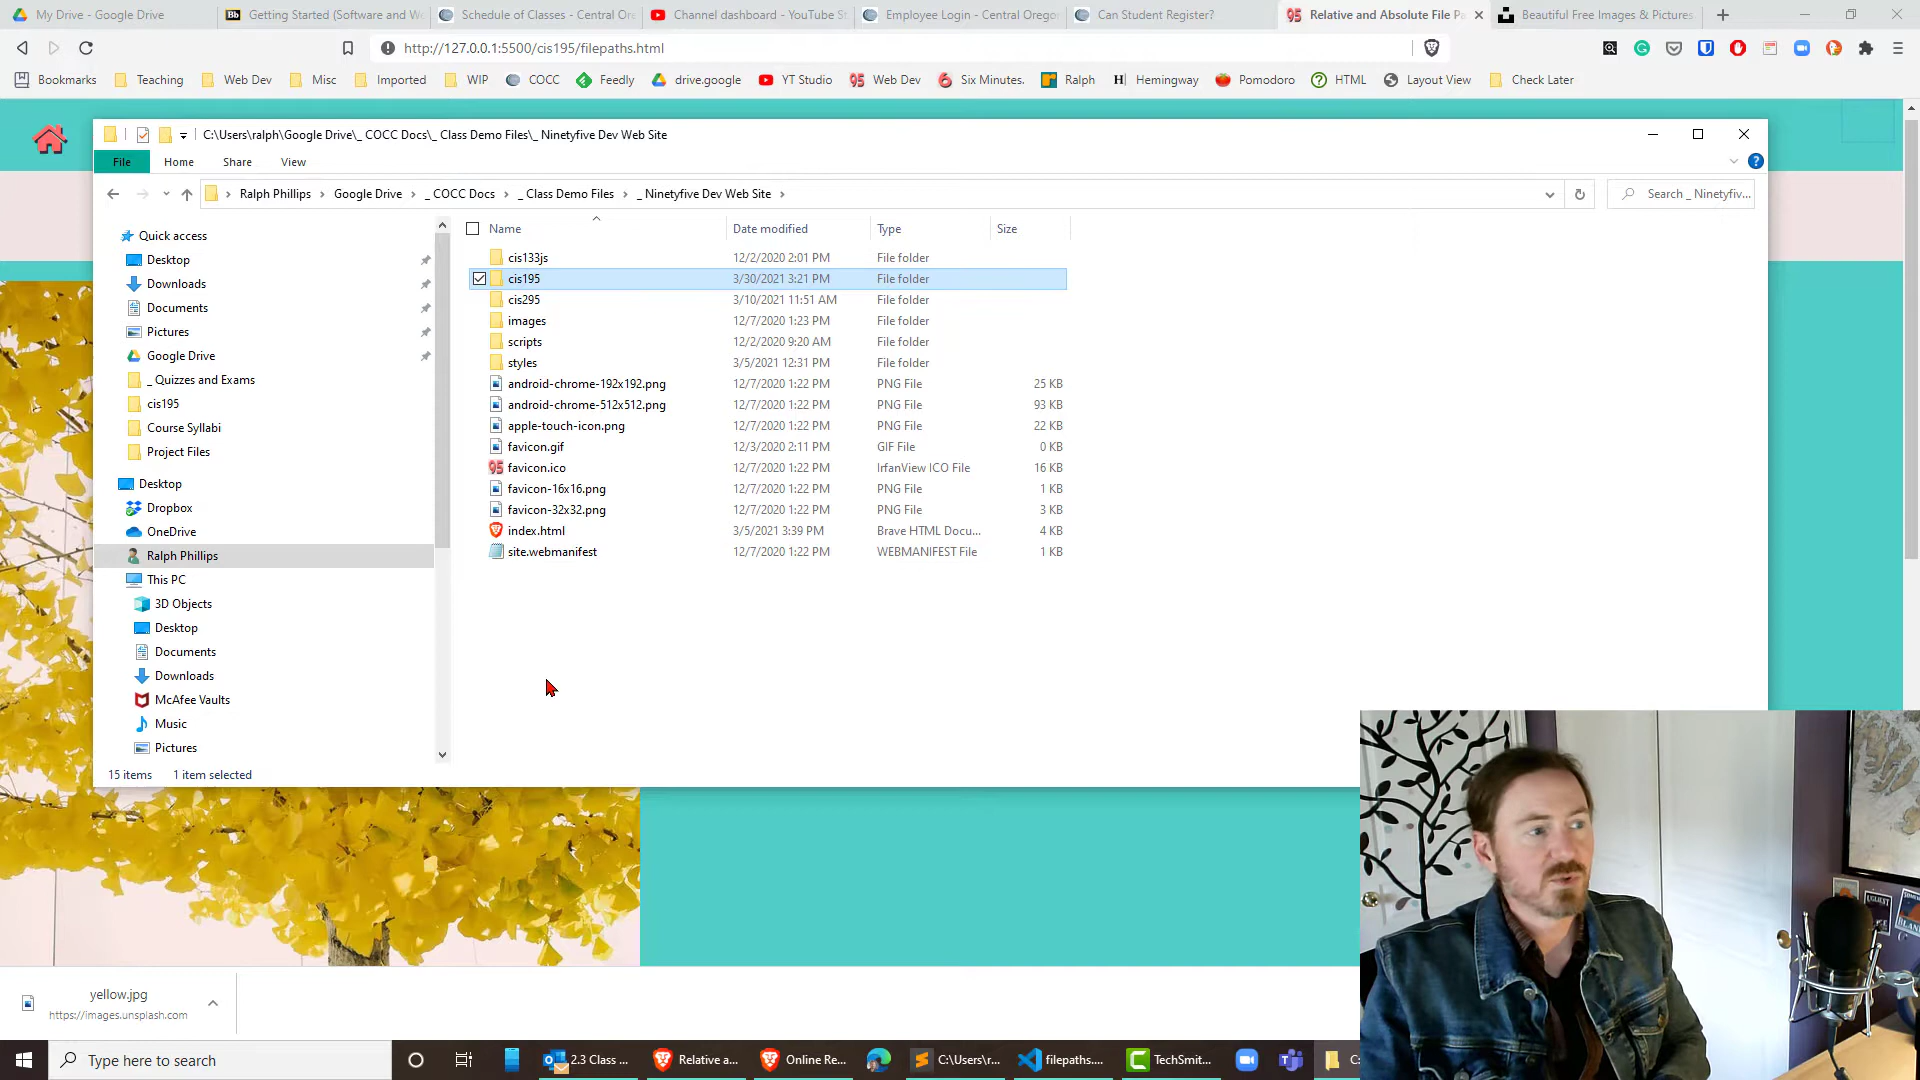 My Drive - Google Drive
Bb Getting Started (Software and We
Schedule of Classes - Central Ore
Channel dashboard - YouTube St
Employee Login - Central Orego
Can Student Register?
95 Relative and Absolute File Pa
Beautiful Free Images & Pictures
http://127.0.0.1:5500/cis195/filepaths.html
Bookmarks
Teaching
Web Dev
Misc
Imported
WIP
COCC
Feedly
drive.google
YT Studio
95 Web Dev
Six Minutes.
Ralph
H Hemingway
Pomodoro
HTML
Layout View
Check Later
C:\Users\ralph\Google Drive\_ COCC Docs\_ Class Demo Files\_ Ninetyfive Dev Web Site
File
Home
Share
View
Ralph Phillips > Google Drive > _ COCC Docs > _ Class Demo Files > _ Ninetyfive Dev Web Site >
Search _ Ninetyfiv...
Quick access
Desktop
Downloads
Documents
Pictures
Google Drive
_ Quizzes and Exams
cis195
Course Syllabi
Project Files
Desktop
Dropbox
OneDrive
Ralph Phillips
This PC
3D Objects
Desktop
Documents
Downloads
McAfee Vaults
Music
Pictures
Name Date modified Type Size
cis133js 12/2/2020 2:01 PM File folder
cis195 3/30/2021 3:21 PM File folder
cis295 3/10/2021 11:51 AM File folder
images 12/7/2020 1:23 PM File folder
scripts 12/2/2020 9:20 AM File folder
styles 3/5/2021 12:31 PM File folder
android-chrome-192x192.png 12/7/2020 1:22 PM PNG File 25 KB
android-chrome-512x512.png 12/7/2020 1:22 PM PNG File 93 KB
apple-touch-icon.png 12/7/2020 1:22 PM PNG File 22 KB
favicon.gif 12/3/2020 2:11 PM GIF File 0 KB
95 favicon.ico 12/7/2020 1:22 PM IrfanView ICO File 16 KB
favicon-16x16.png 12/7/2020 1:22 PM PNG File 1 KB
favicon-32x32.png 12/7/2020 1:22 PM PNG File 3 KB
index.html 3/5/2021 3:39 PM Brave HTML Docu... 4 KB
site.webmanifest 12/7/2020 1:22 PM WEBMANIFEST File 1 KB
15 items
1 item selected
yellow.jpg
https://images.unsplash.com
Type here to search
2.3 Class ...
Relative a...
Online Re...
C:\Users\r...
filepaths....
TechSmit...
C: